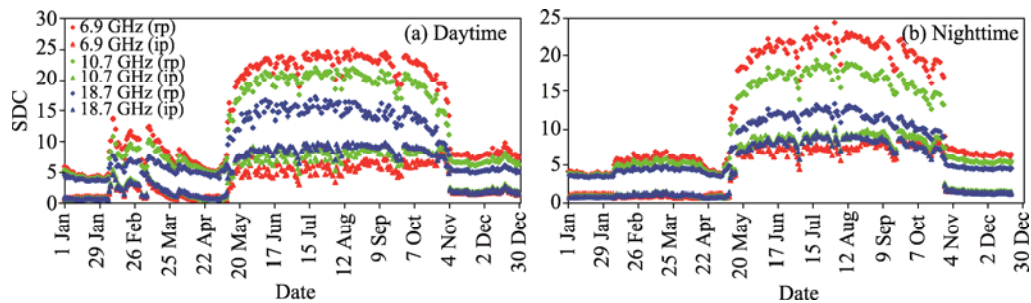 30
25
20
15
10
5
0
SDC
6.9 GHz (rp)
6.9 GHz (ip)
10.7 GHz (rp)
10.7 GHz (ip)
18.7 GHz (rp)
18.7 GHz (ip)
(a) Daytime
1 Jan
29 Jan
26 Feb
25 Mar
22 Apr
20 May
17 Jun
15 Jul
12 Aug
9 Sep
7 Oct
4 Nov
2 Dec
30 Dec
Date
25
20
15
10
5
0
(b) Nighttime
1 Jan
29 Jan
26 Feb
25 Mar
22 Apr
20 May
17 Jun
15 Jul
12 Aug
9 Sep
7 Oct
4 Nov
2 Dec
30 Dec
Date